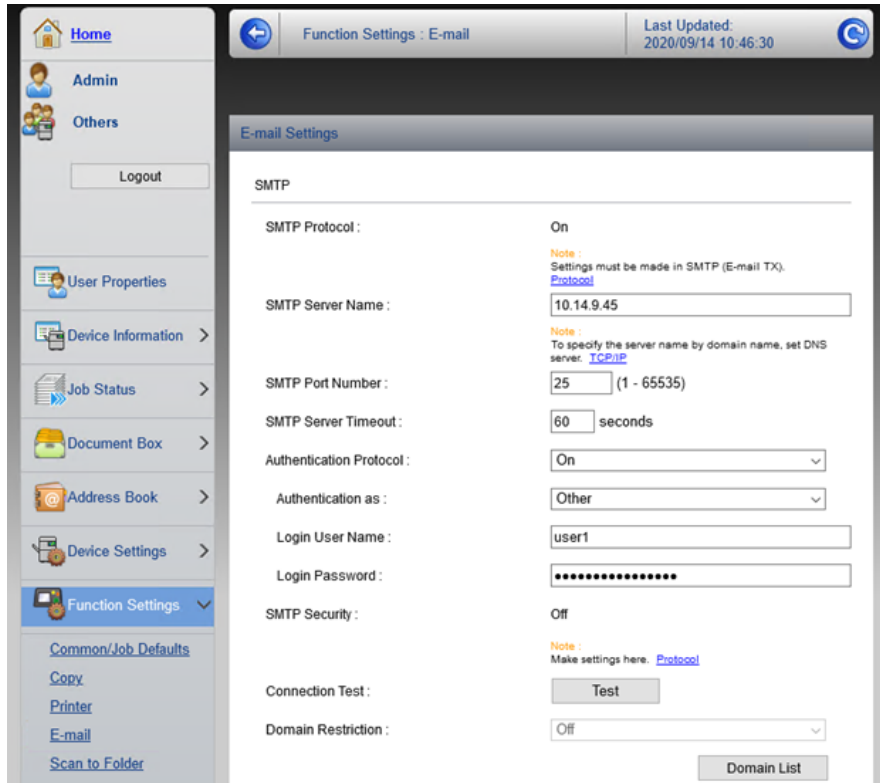 Home
Admin
Others
Logout
User Properties
Device Information
Job Status
Document Box
Address Book
Device Settings
Function Settings
Common/Job Defaults
Copy
Printer
E-mail
Scan to Folder
Function Settings : E-mail
Last Updated:
2020/09/14 10:46:30
E-mail Settings
SMTP
SMTP Protocol : On
Note :
Settings must be made in SMTP (E-mail TX).
Protocol
SMTP Server Name : 10.14.9.45
Note :
To specify the server name by domain name, set DNS
server. TCP/IP
SMTP Port Number : 25 (1 - 65535)
SMTP Server Timeout : 60 seconds
Authentication Protocol : On
Authentication as : Other
Login User Name : user1
Login Password : ••••••••••••••••
SMTP Security : Off
Note :
Make settings here. Protocol
Connection Test : Test
Domain Restriction : Off
Domain List